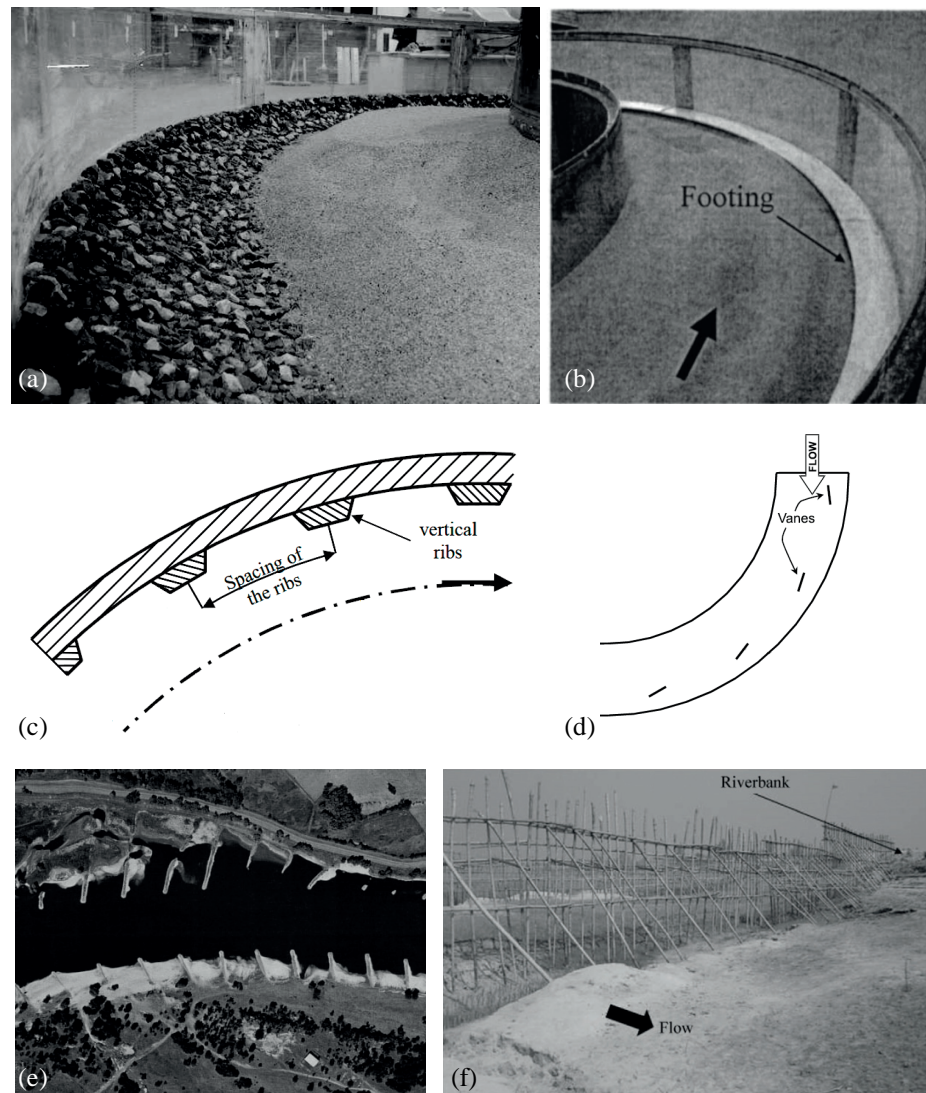 (a)
Footing
(b)
vertical
ribs
Spacing of
the ribs
(c)
FLOW
Vanes
(d)
(e)
Riverbank
Flow
(f)